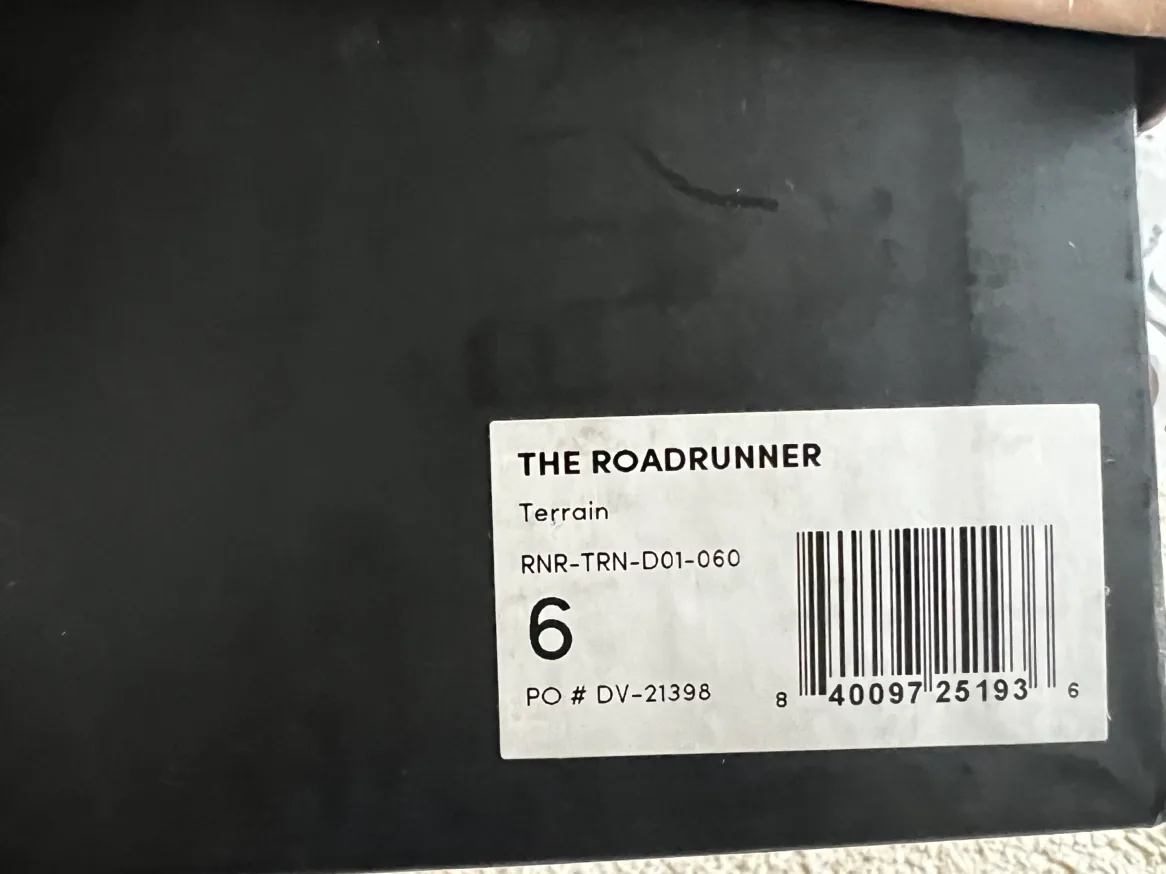 THE ROADRUNNER
Terrain
RNR-TRN-D01-060
6
PO # DV-21398
8 40097 25193 6